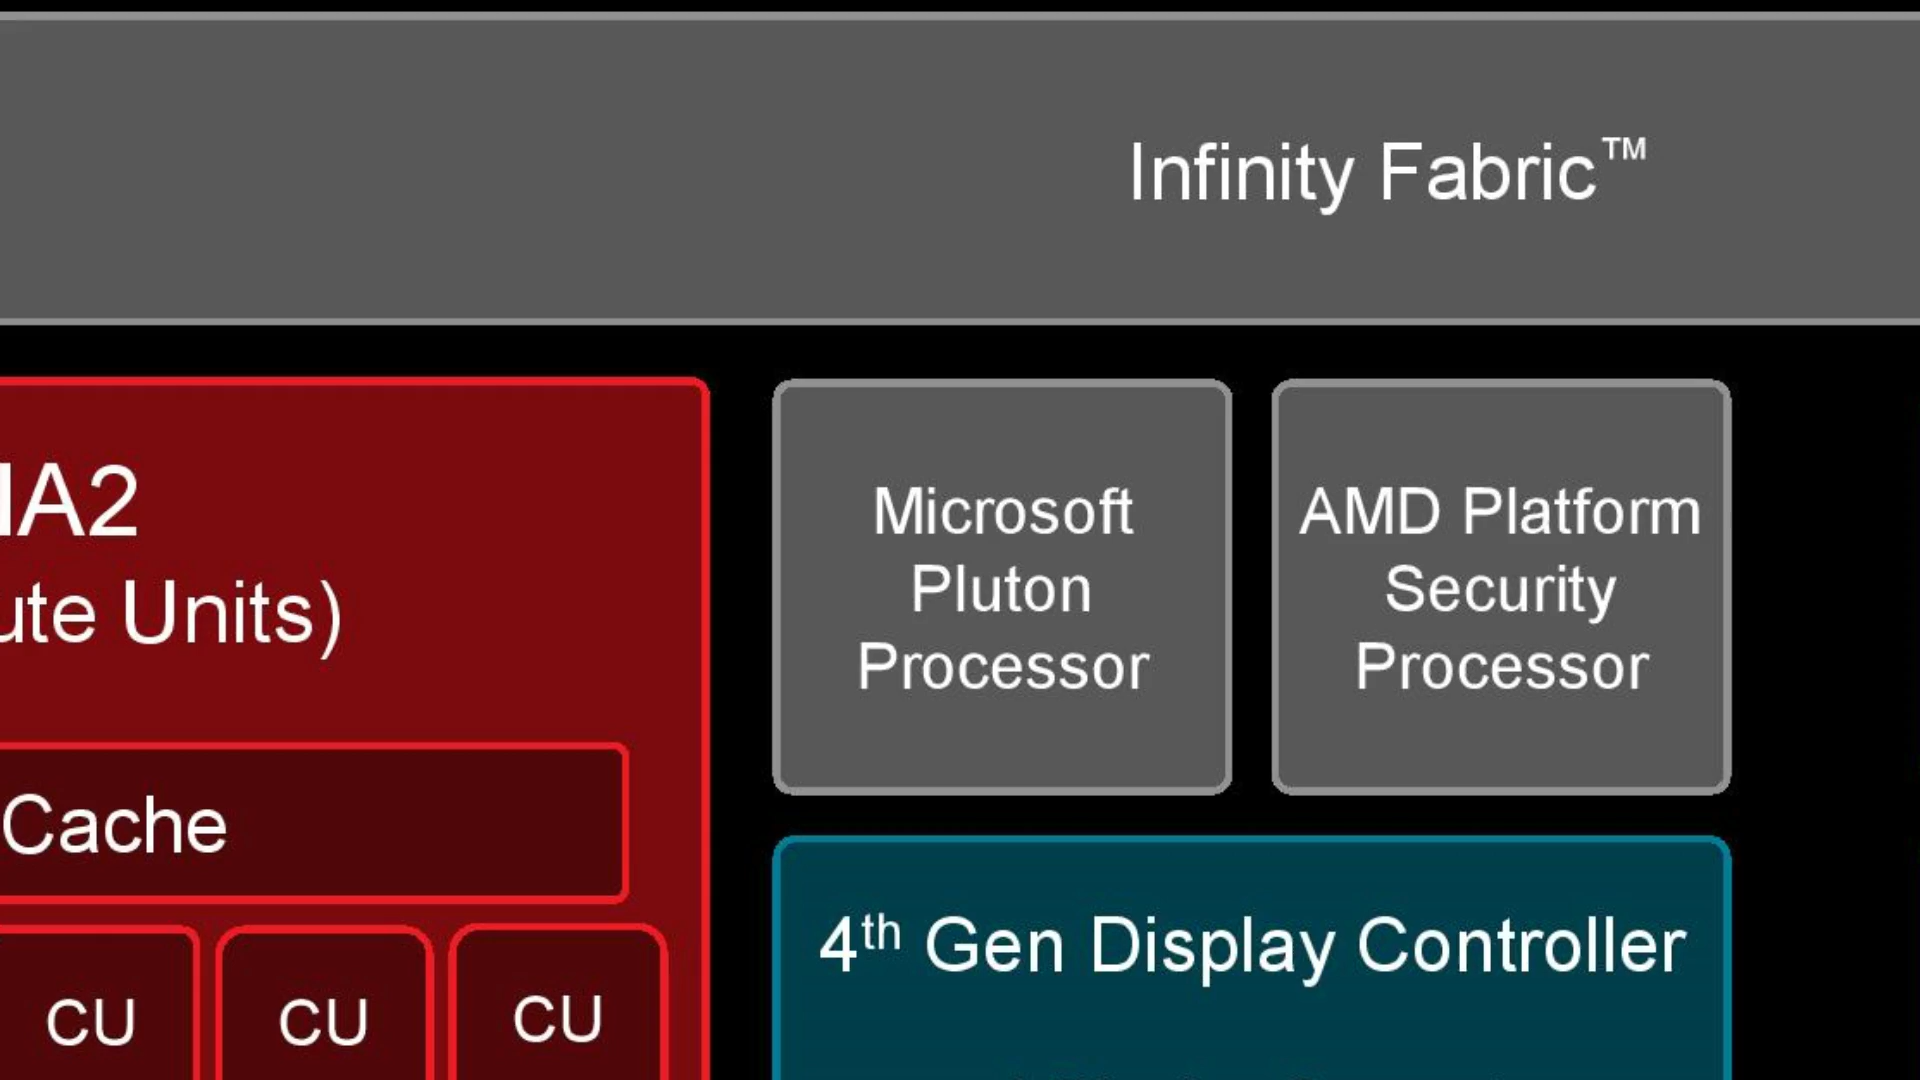 Infinity Fabric™
Microsoft
Pluton
Processor
AMD Platform
Security
Processor
A2
Units)
Cache
4th Gen Display Controller
CU
CU
CU